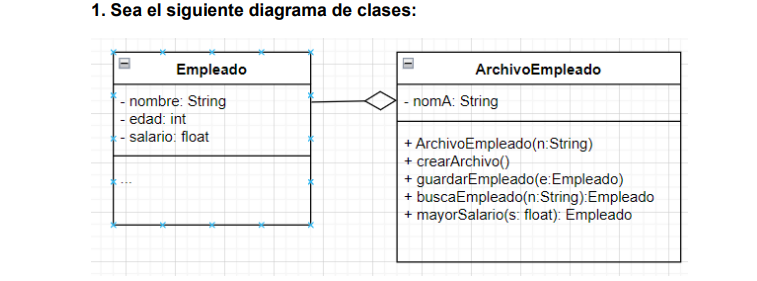 1. Sea el siguiente diagrama de clases:
Empleado
- nombre: String
- edad: int
- salario: float
...
ArchivoEmpleado
- nomA: String
+ ArchivoEmpleado(n:String)
+ crearArchivo()
+ guardarEmpleado(e:Empleado)
+ buscaEmpleado(n:String):Empleado
+ mayorSalario(s: float): Empleado